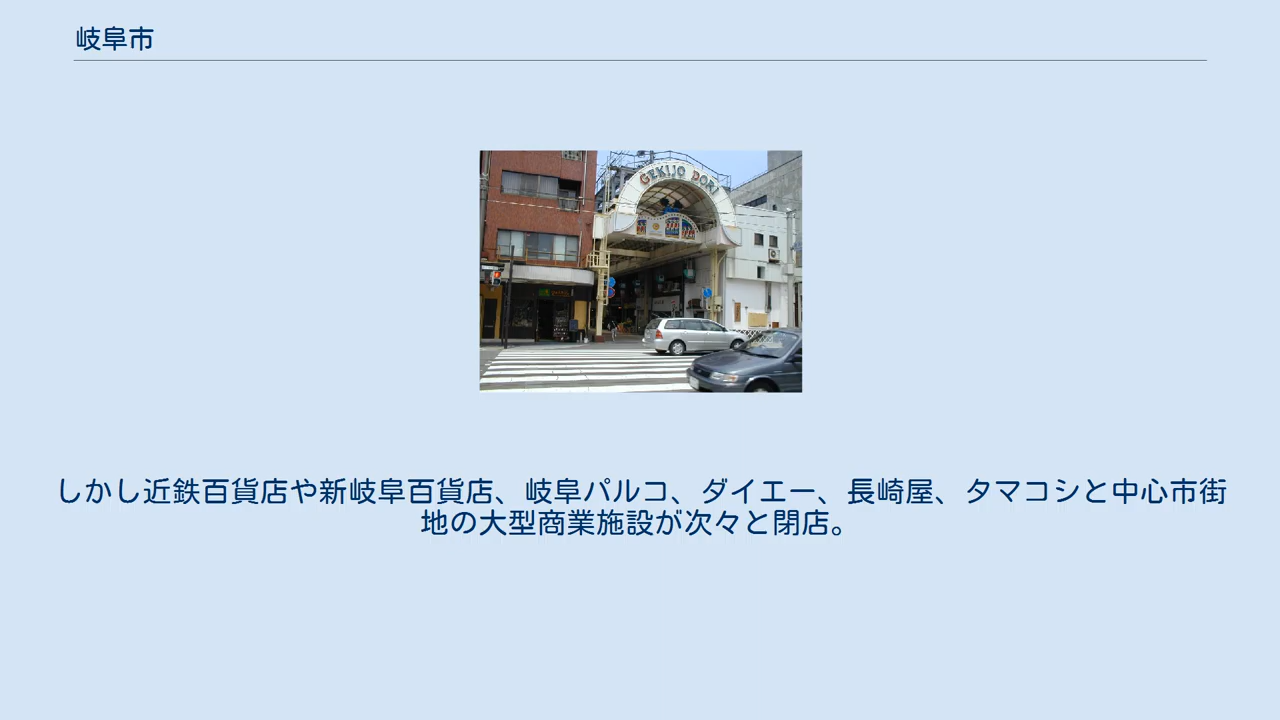 岐阜市
GEKIJO DORI
しかし近鉄百貨店や新岐阜百貨店、岐阜パルコ、ダイエー、長崎屋、タマコシと中心市街
地の大型商業施設が次々と閉店。